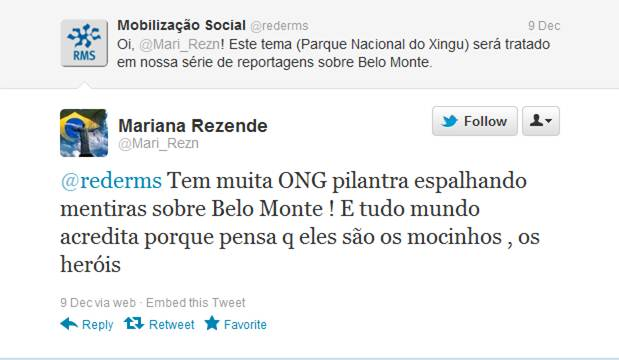 Mobilização Social @rederms 9 Dec
Oi, @Mari_Rezn! Este tema (Parque Nacional do Xingu) será tratado
em nossa série de reportagens sobre Belo Monte.
RMS
Mariana Rezende
@Mari_Rezn
Follow
@rederms Tem muita ONG pilantra espalhando
mentiras sobre Belo Monte ! E tudo mundo
acredita porque pensa q eles são os mocinhos , os
heróis
9 Dec via web · Embed this Tweet
Reply Retweet Favorite